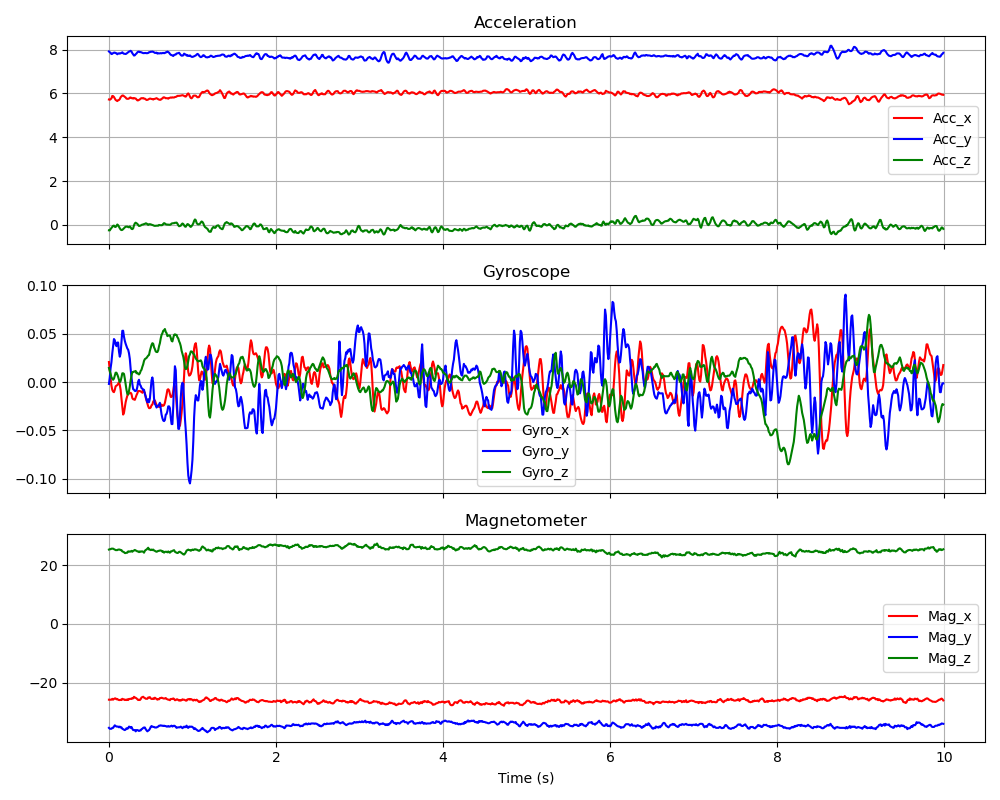 Acceleration
8
6
4
2
0
Acc_x
Acc_y
Acc_z
Gyroscope
0.10
0.05
0.00
−0.05
−0.10
Gyro_x
Gyro_y
Gyro_z
Magnetometer
20
0
−20
Mag_x
Mag_y
Mag_z
0 2 4 6 8 10
Time (s)